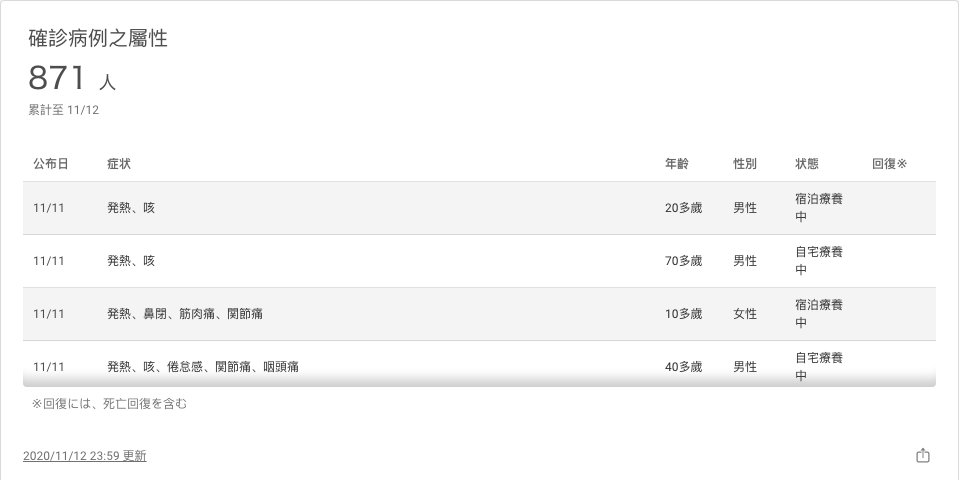 確診病例之屬性
871 人
累計至 11/12
公布日 症状 年齡 性別 状態 回復※
11/11 発熱、咳 20多歲 男性 宿泊療養
中
11/11 発熱、咳 70多歲 男性 自宅療養
中
11/11 発熱、鼻閉、筋肉痛、関節痛 10多歲 女性 宿泊療養
中
11/11 発熱、咳、倦怠感、関節痛、咽頭痛 40多歲 男性 自宅療養
中
※回復には、死亡回復を含む
2020/11/12 23:59 更新